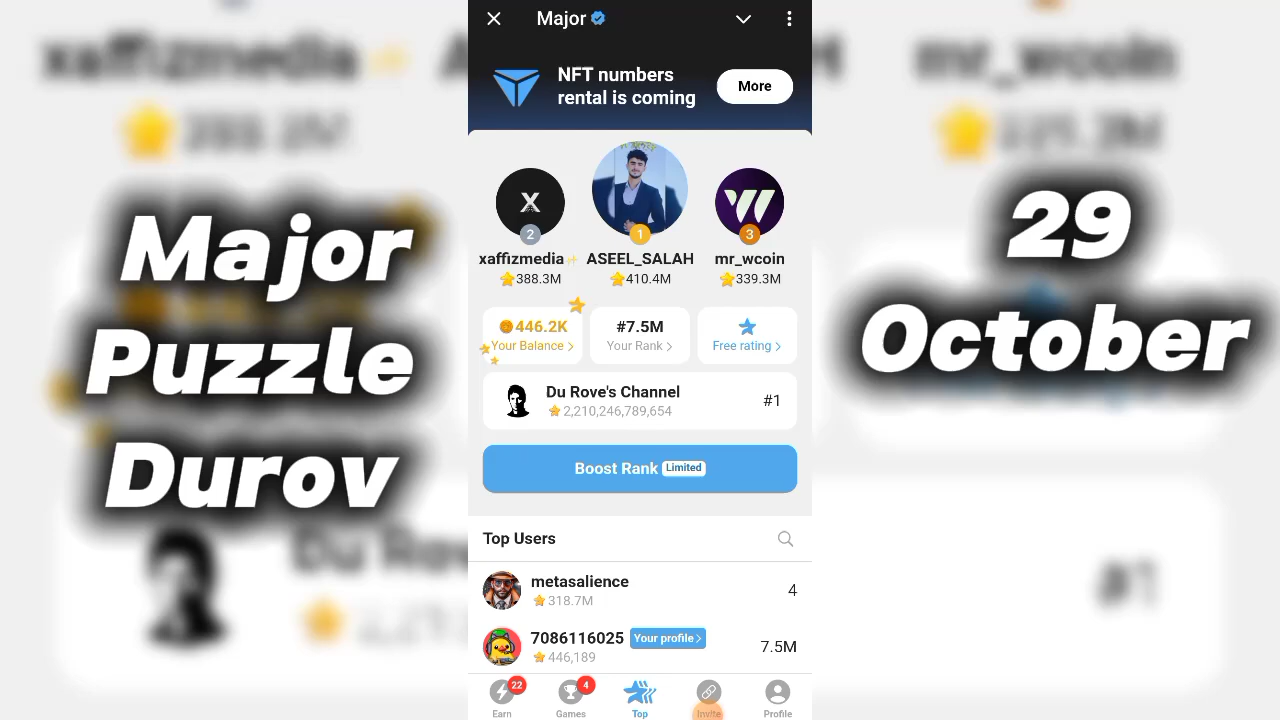 Major
NFT numbers
rental is coming
More
X
2
1
3
xaffizmedia
ASEEL_SALAH
mr_wcoin
388.3M
410.4M
339.3M
446.2K
Your Balance >
#7.5M
Your Rank >
Free rating >
Du Rove's Channel
2,210,246,789,654
#1
Boost Rank Limited
Top Users
metasalience
318.7M
4
7086116025 Your profile >
446,189
7.5M
22
4
Earn
Games
Top
Invite
Profile
Major
Puzzle
Durov
29
October
xaffizmedia
mr_wcoin
#1